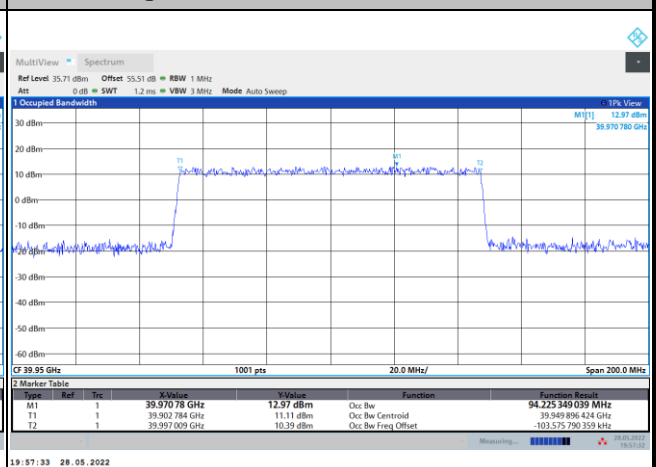 MultiView Spectrum
Ref Level 35.71 dBm Offset 55.51 dB RBW 1 MHz
Att 0 dB SWT 1.2 ms VBW 3 MHz Mode Auto Sweep
1 Occupied Bandwidth 1Pk View
M1[1] 12.97 dBm
39.970 780 GHz
30 dBm
20 dBm
T1 M1 T2
10 dBm
0 dBm
-10 dBm
-20 dBm
-30 dBm
-40 dBm
-50 dBm
-60 dBm
CF 39.95 GHz 1001 pts 20.0 MHz/ Span 200.0 MHz
2 Marker Table
Type Ref Trc X-Value Y-Value Function Function Result
M1 1 39.970 78 GHz 12.97 dBm Occ Bw 94.225 349 039 MHz
T1 1 39.902 784 GHz 11.11 dBm Occ Bw Centroid 39.949 896 424 GHz
T2 1 39.997 009 GHz 10.39 dBm Occ Bw Freq Offset -103.575 790 359 kHz
Measuring... 28.05.2022
19:57:32
19:57:33 28.05.2022